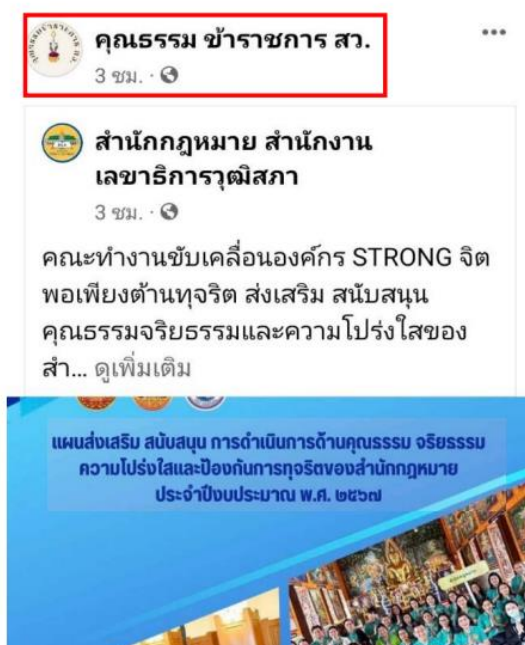 คุณธรรม ข้าราชการ สว.
3 ชม. ·
สำนักกฎหมาย สำนักงาน
เลขาธิการวุฒิสภา
3 ชม. ·
คณะทำงานขับเคลื่อนองค์กร STRONG จิต
พอเพียงต้านทุจริต ส่งเสริม สนับสนุน
คุณธรรมจริยธรรมและความโปร่งใสของ
สำ... ดูเพิ่มเติม
แผนส่งเสริม สนับสนุน การดำเนินการด้านคุณธรรม จริยธรรม
ความโปร่งใสและป้องกันการทุจริตของสำนักกฎหมาย
ประจำปีงบประมาณ พ.ศ. ๒๕๖๗